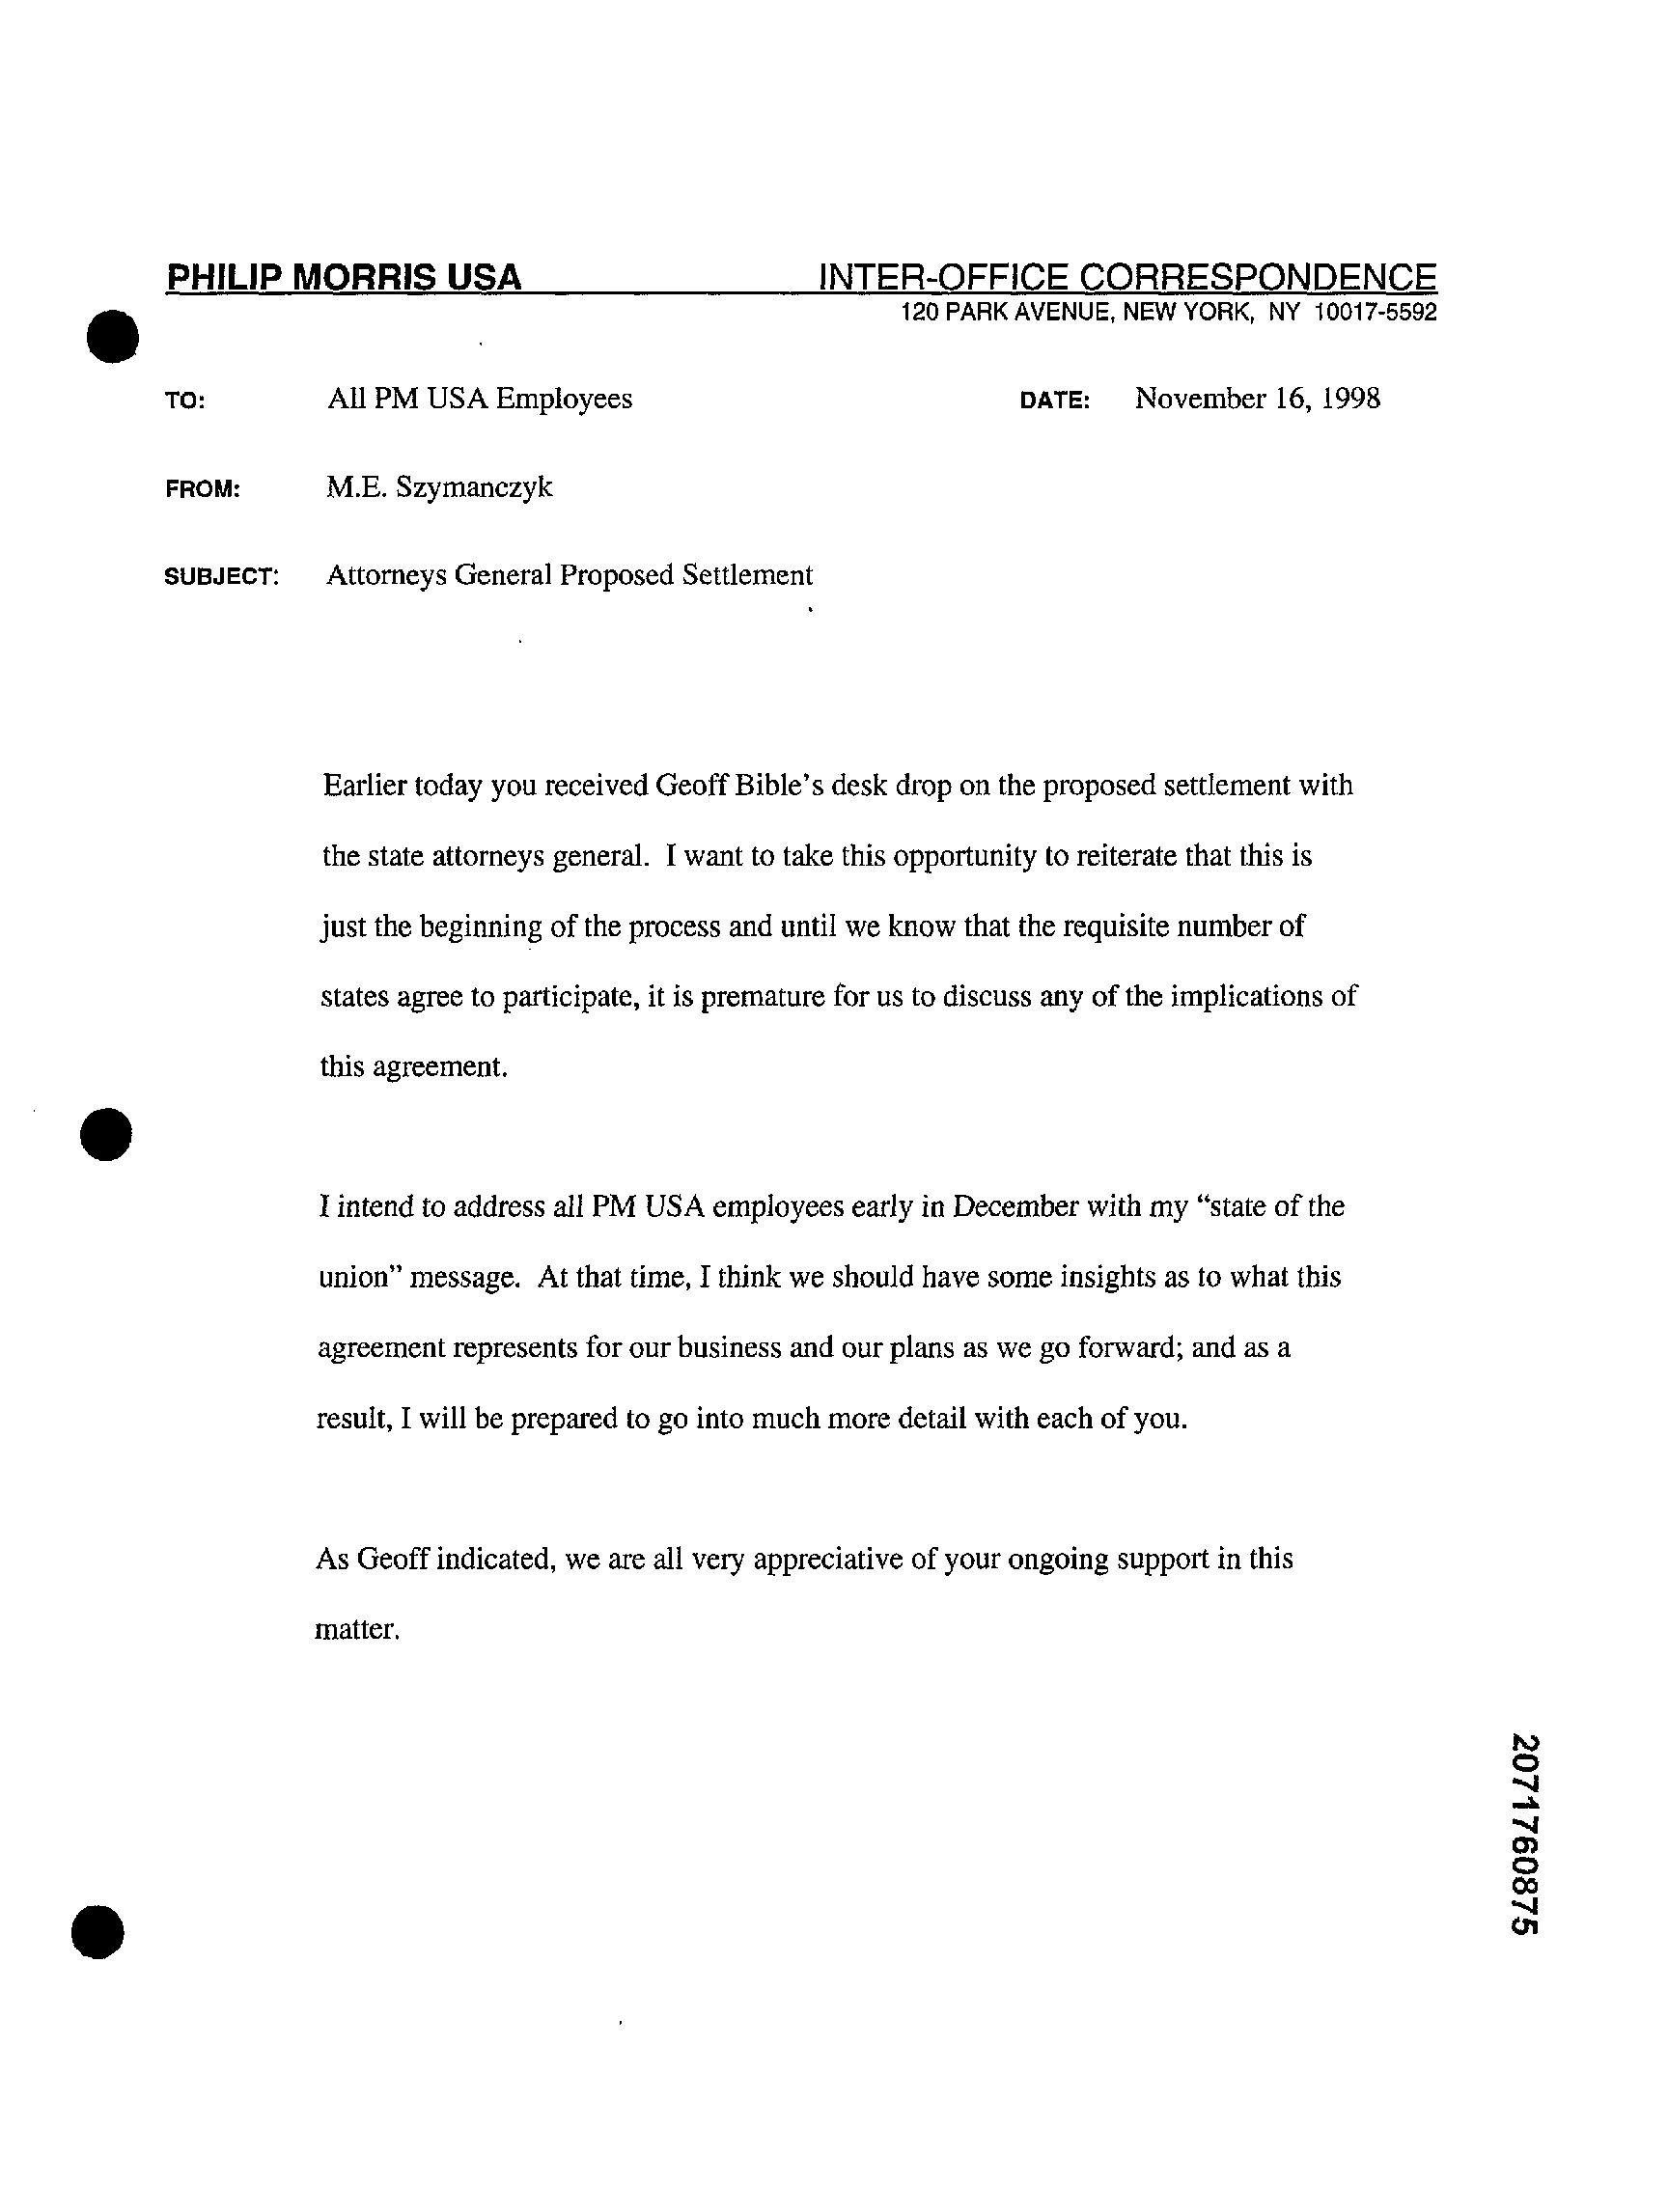 PHILIP MORRIS USA INTER-OFFICE CORRESPONDENCE
120 PARK AVENUE, NEW YORK, NY 10017-5592
TO: All PM USA Employees DATE: November 16, 1998
FROM: M.E. Szymanczyk
SUBJECT: Attorneys General Proposed Settlement
Earlier today you received Geoff Bible's desk drop on the proposed settlement with
the state attorneys general. I want to take this opportunity to reiterate that this is
just the beginning of the process and until we know that the requisite number of
states agree to participate, it is premature for us to discuss any of the implications of
this agreement.
I intend to address all PM USA employees early in December with my “state of the
union” message. At that time, I think we should have some insights as to what this
agreement represents for our business and our plans as we go forward; and as a
result, I will be prepared to go into much more detail with each of you.
As Geoff indicated, we are all very appreciative of your ongoing support in this
matter.
2071760875